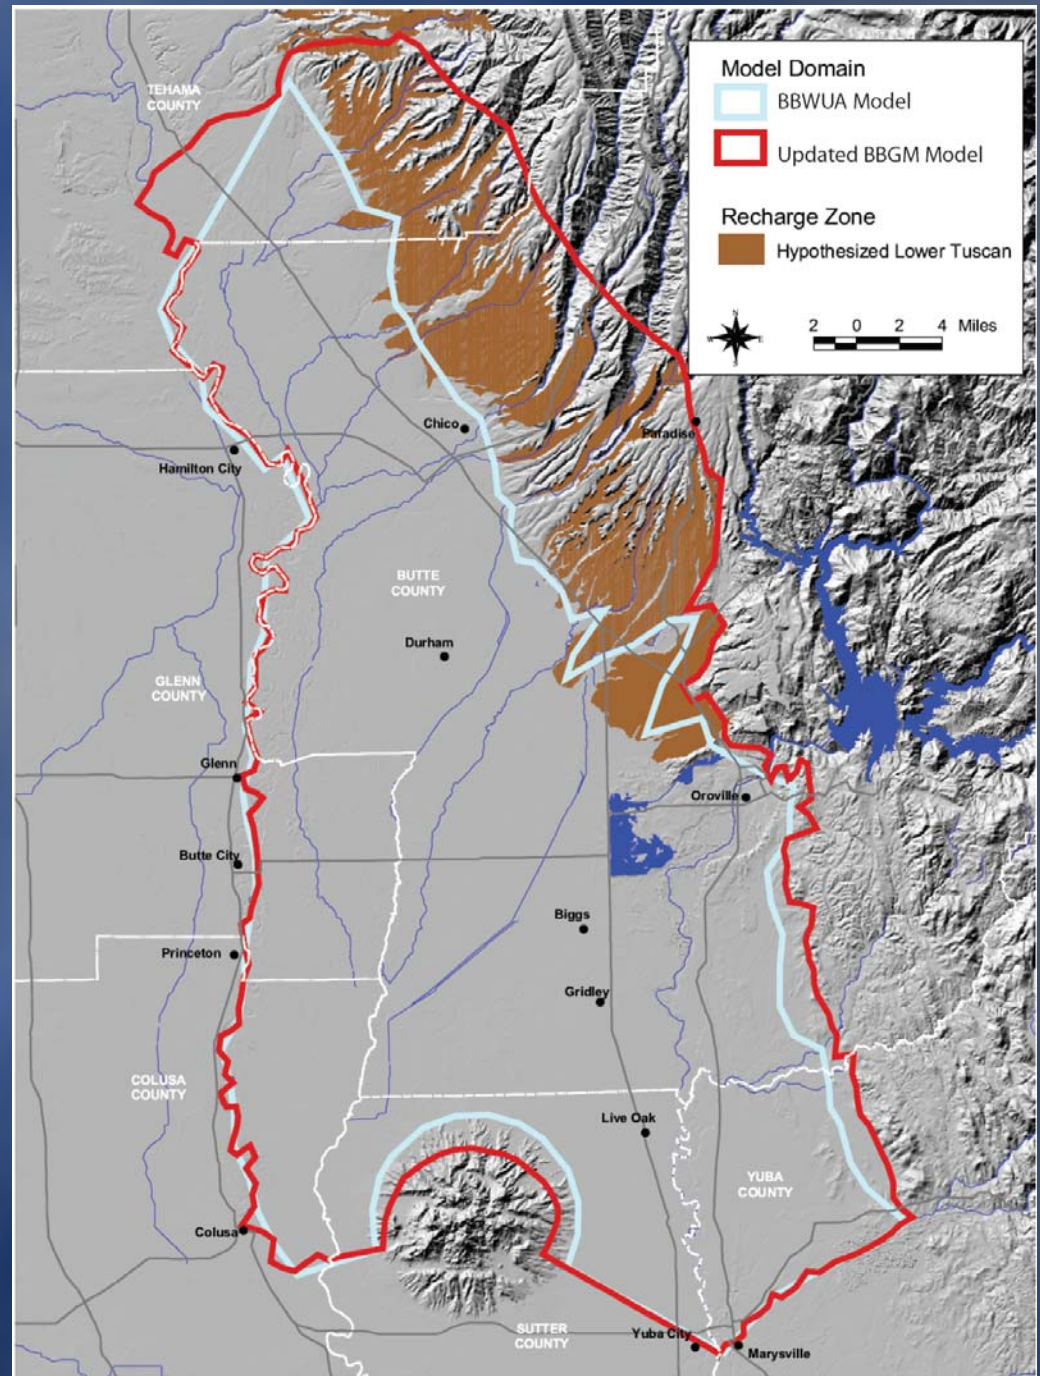 Model Domain
BBWUA Model
Updated BBGM Model
Recharge Zone
Hypothesized Lower Tuscan
N
W
E
S
2 0 2 4 Miles
TEHAMA
COUNTY
Chico
Paradise
Hamilton City
BUTTE
COUNTY
Durham
GLENN
COUNTY
Glenn
Oroville
Butte City
Biggs
Princeton
Gridley
COLUSA
COUNTY
Live Oak
YUBA
COUNTY
Colusa
SUTTER
COUNTY
Yuba City
Marysville